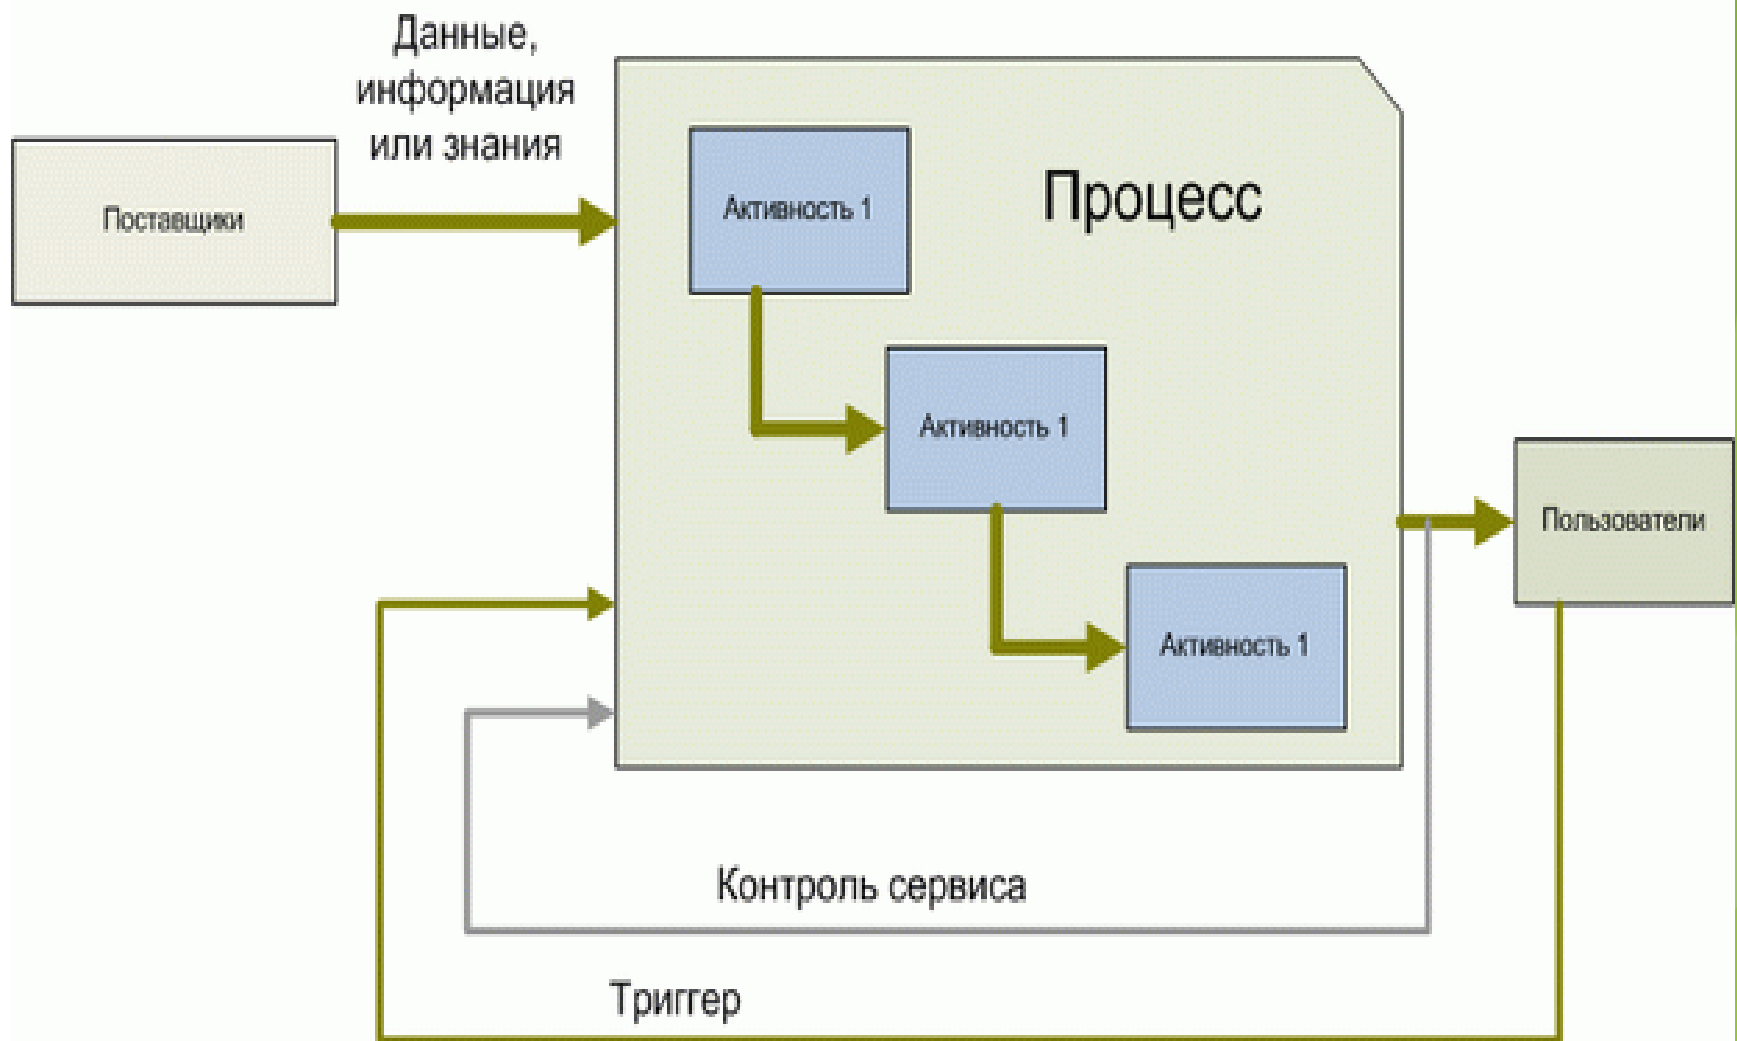 Данные,
информация
или знания
Поставщики
Активность 1
Процесс
Активность 1
Пользователи
Активность 1
Контроль сервиса
Триггер